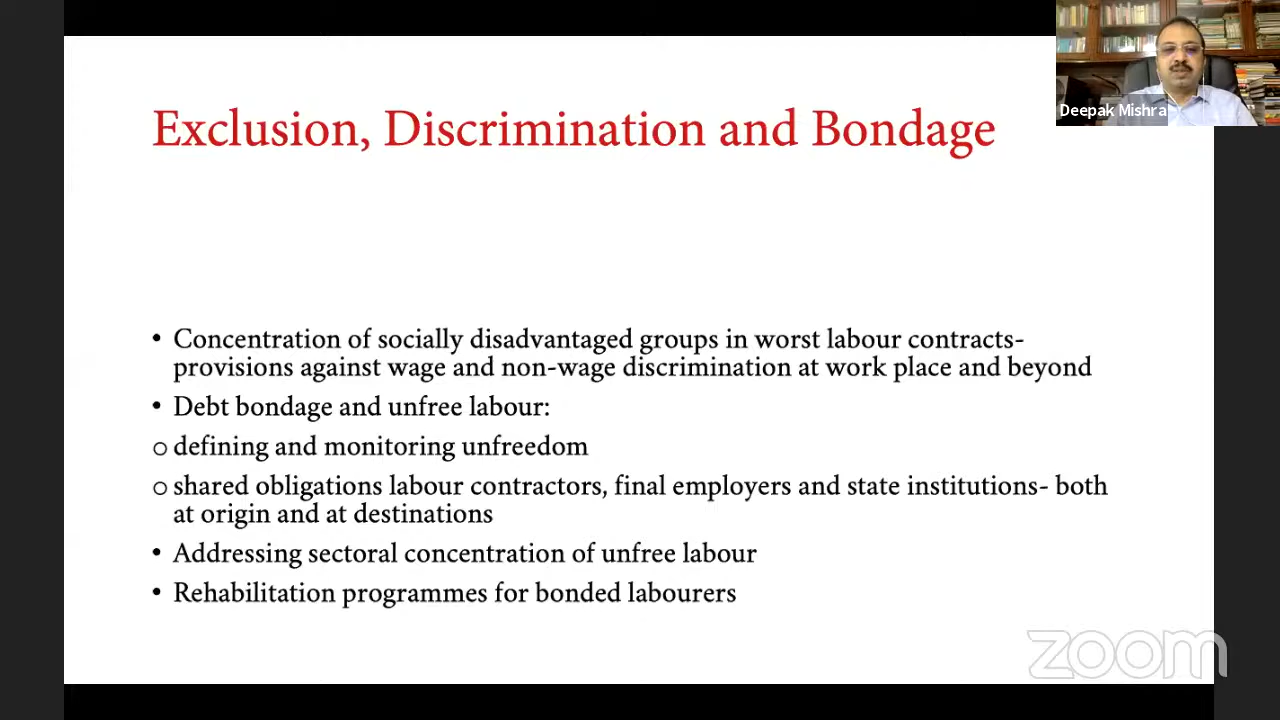 Deepak Mishra
Exclusion, Discrimination and Bondage
• Concentration of socially disadvantaged groups in worst labour contracts-
provisions against wage and non-wage discrimination at work place and beyond
• Debt bondage and unfree labour:
o defining and monitoring unfreedom
o shared obligations labour contractors, final employers and state institutions- both
at origin and at destinations
• Addressing sectoral concentration of unfree labour
• Rehabilitation programmes for bonded labourers
zoom